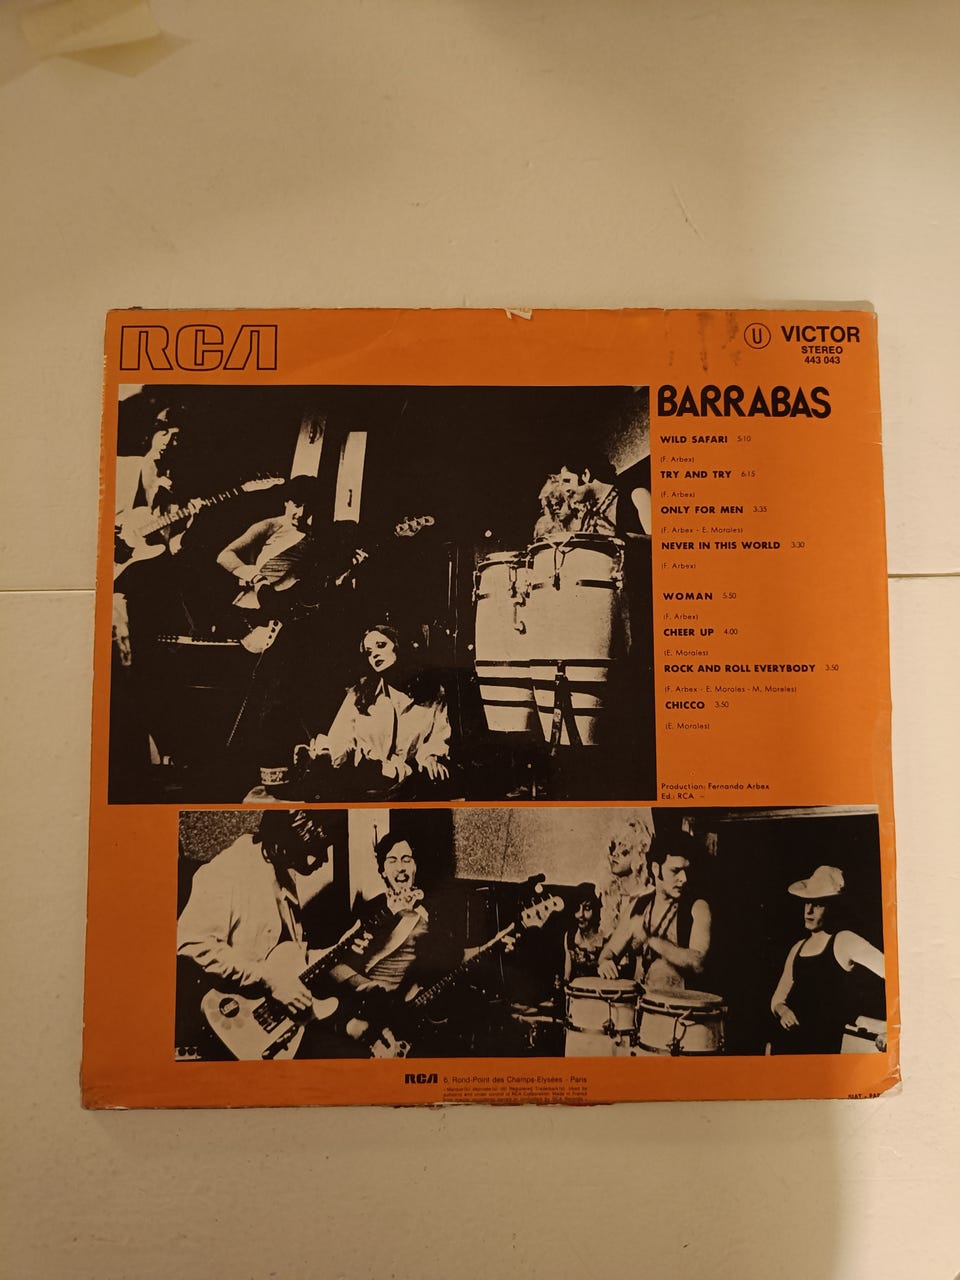 RCA
U VICTOR
STEREO
443 043
BARRABAS
WILD SAFARI 5:10
(F. Arbex)
TRY AND TRY 6:15
(F. Arbex)
ONLY FOR MEN 3:35
(F. Arbex - E. Morales)
NEVER IN THIS WORLD 3:30
(F. Arbex)
WOMAN 5:50
(F. Arbex)
CHEER UP 4:00
(E. Morales)
ROCK AND ROLL EVERYBODY 3:50
(F. Arbex - E. Morales - M. Morales)
CHICCO 3:50
(E. Morales)
Production: Fernando Arbex
Ed.: RCA -
RCA 6, Rond-Point des Champs-Elysées - Paris